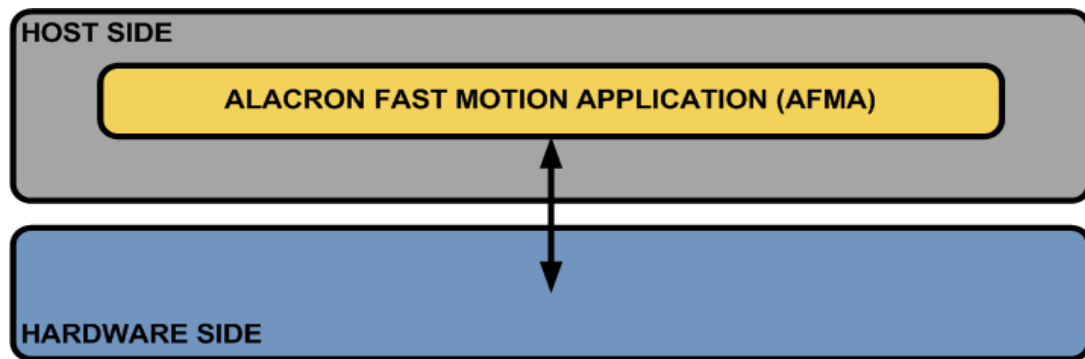 HOST SIDE
ALACRON FAST MOTION APPLICATION (AFMA)
HARDWARE SIDE